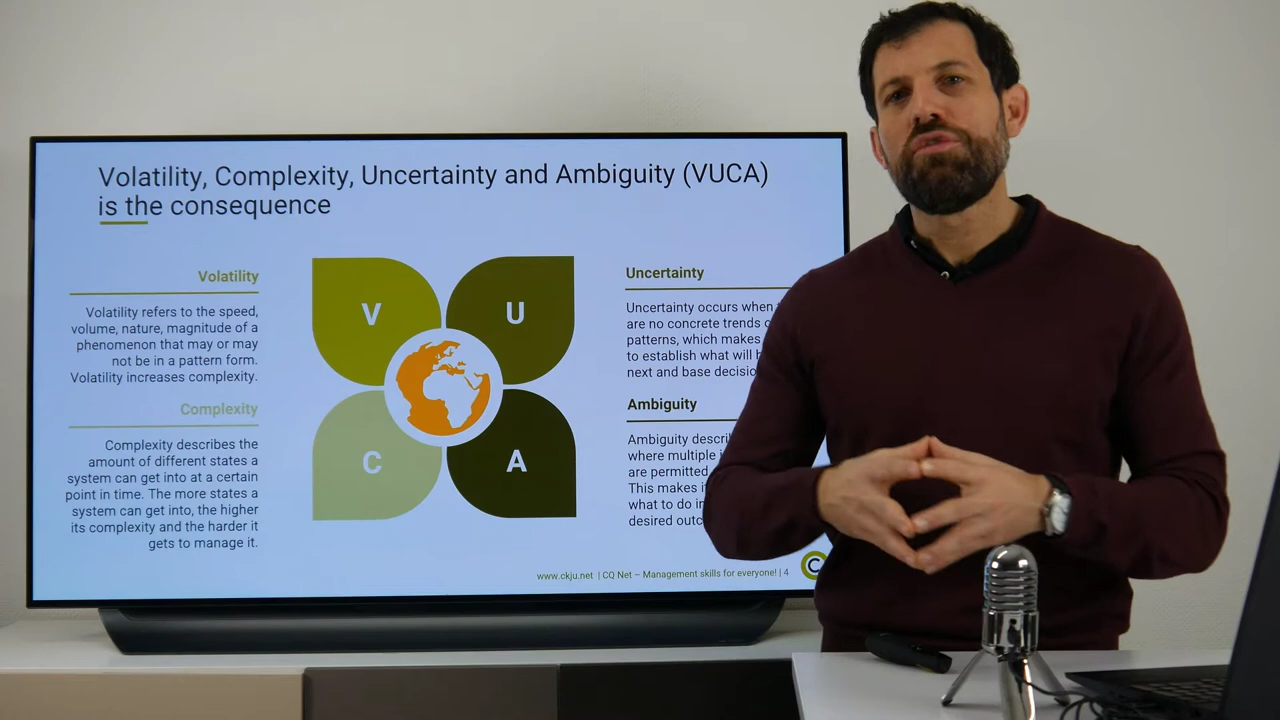 Volatility, Complexity, Uncertainty and Ambiguity (VUCA)
is the consequence
Volatility
Volatility refers to the speed,
volume, nature, magnitude of a
phenomenon that may or may
not be in a pattern form.
Volatility increases complexity.
Complexity
Complexity describes the
amount of different states a
system can get into at a certain
point in time. The more states a
system can get into, the higher
its complexity and the harder it
gets to manage it.
V
U
C
A
Uncertainty
Uncertainty occurs when
are no concrete trends
patterns, which makes
to establish what will
next and base
Ambiguity
Ambiguity
where multiple
are permitted
This makes
what to do in
desired
www.ckju.net | CQ Net – Management skills for everyone! | 4
C